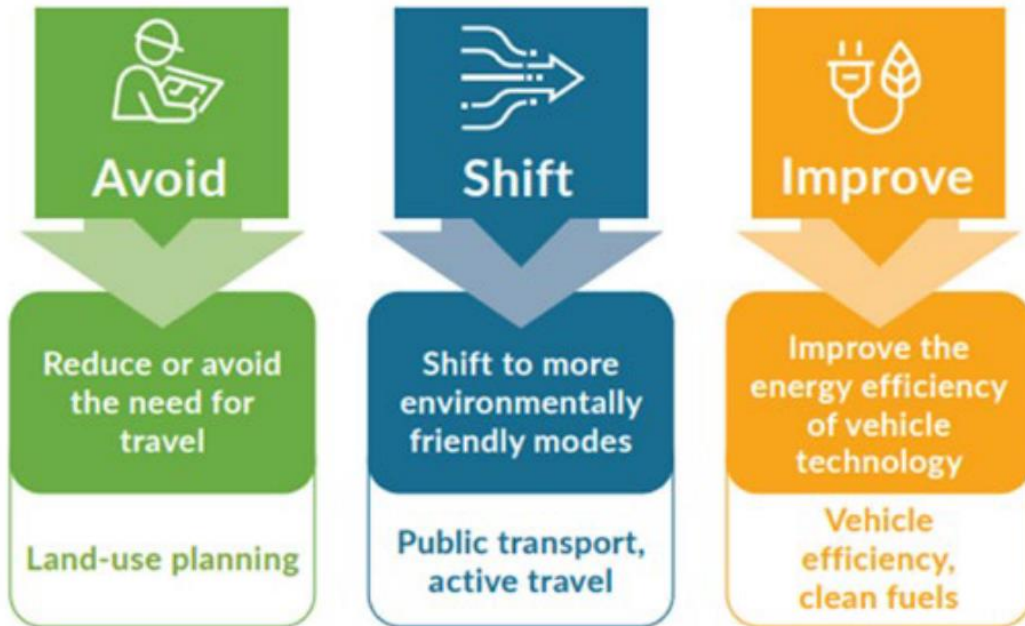 Avoid
Reduce or avoid
the need for
travel
Land-use planning
Shift
Shift to more
environmentally
friendly modes
Public transport,
active travel
Improve
Improve the
energy efficiency
of vehicle
technology
Vehicle
efficiency,
clean fuels